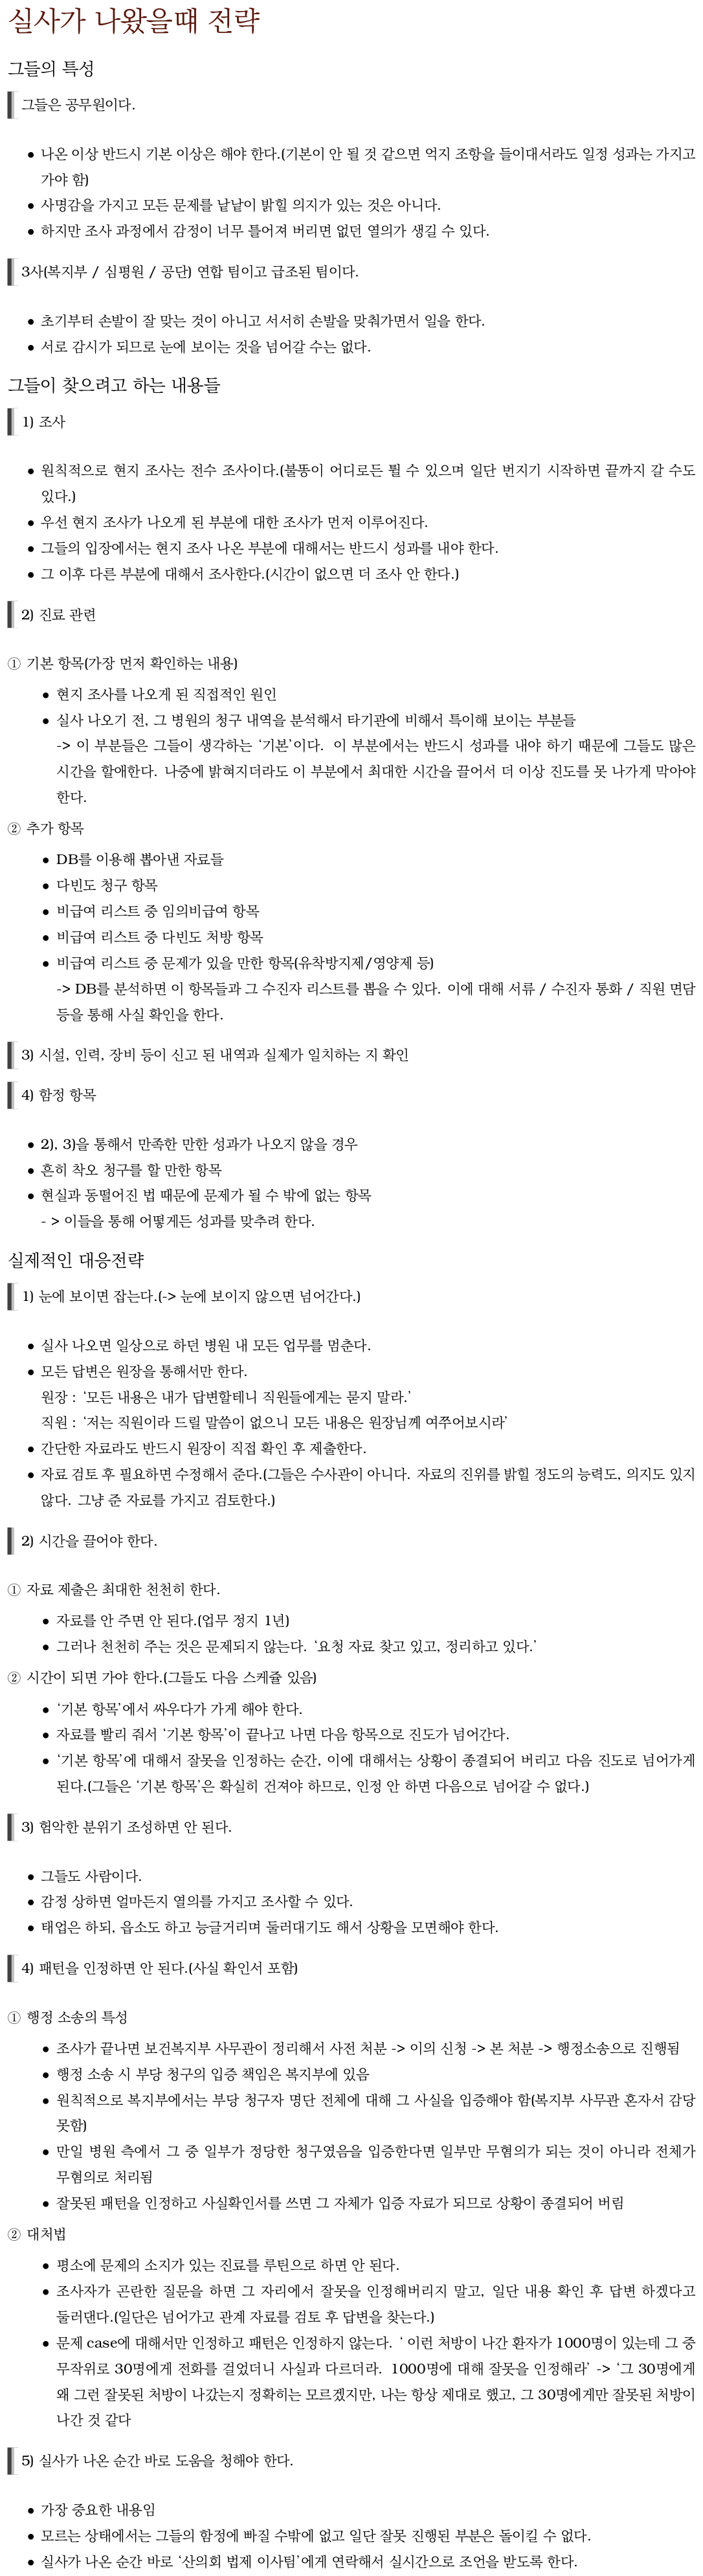 실사가 나왔을떄 전략
그들의 특성
그들은 공무원이다.
● 나온 이상 반드시 기본 이상은 해야 한다.(기본이 안 될 것 같으면 억지 조항을 들이대서라도 일정 성과는 가지고
가야 함)
● 사명감을 가지고 모든 문제를 낱낱이 밝힐 의지가 있는 것은 아니다.
● 하지만 조사 과정에서 감정이 너무 틀어져 버리면 없던 열의가 생길 수 있다.
3사(복지부 / 심평원 / 공단) 연합 팀이고 급조된 팀이다.
● 초기부터 손발이 잘 맞는 것이 아니고 서서히 손발을 맞춰가면서 일을 한다.
● 서로 감시가 되므로 눈에 보이는 것을 넘어갈 수는 없다.
그들이 찾으려고 하는 내용들
1) 조사
● 원칙적으로 현지 조사는 전수 조사이다.(불똥이 어디로든 튈 수 있으며 일단 번지기 시작하면 끝까지 갈 수도
있다.)
● 우선 현지 조사가 나오게 된 부분에 대한 조사가 먼저 이루어진다.
● 그들의 입장에서는 현지 조사 나온 부분에 대해서는 반드시 성과를 내야 한다.
● 그 이후 다른 부분에 대해서 조사한다.(시간이 없으면 더 조사 안 한다.)
2) 진료 관련
① 기본 항목(가장 먼저 확인하는 내용)
● 현지 조사를 나오게 된 직접적인 원인
● 실사 나오기 전, 그 병원의 청구 내역을 분석해서 타기관에 비해서 특이해 보이는 부분들
-> 이 부분들은 그들이 생각하는 ‘기본’이다. 이 부분에서는 반드시 성과를 내야 하기 때문에 그들도 많은
시간을 할애한다. 나중에 밝혀지더라도 이 부분에서 최대한 시간을 끌어서 더 이상 진도를 못 나가게 막아야
한다.
② 추가 항목
● DB를 이용해 뽑아낸 자료들
● 다빈도 청구 항목
● 비급여 리스트 중 임의비급여 항목
● 비급여 리스트 중 다빈도 처방 항목
● 비급여 리스트 중 문제가 있을 만한 항목(유착방지제/영양제 등)
-> DB를 분석하면 이 항목들과 그 수진자 리스트를 뽑을 수 있다. 이에 대해 서류 / 수진자 통화 / 직원 면담
등을 통해 사실 확인을 한다.
3) 시설, 인력, 장비 등이 신고 된 내역과 실제가 일치하는 지 확인
4) 함정 항목
● 2), 3)을 통해서 만족한 만한 성과가 나오지 않을 경우
● 흔히 착오 청구를 할 만한 항목
● 현실과 동떨어진 법 때문에 문제가 될 수 밖에 없는 항목
- > 이들을 통해 어떻게든 성과를 맞추려 한다.
실제적인 대응전략
1) 눈에 보이면 잡는다.(-> 눈에 보이지 않으면 넘어간다.)
● 실사 나오면 일상으로 하던 병원 내 모든 업무를 멈춘다.
● 모든 답변은 원장을 통해서만 한다.
원장 : ‘모든 내용은 내가 답변할테니 직원들에게는 묻지 말라.’
직원 : ‘저는 직원이라 드릴 말씀이 없으니 모든 내용은 원장님께 여쭈어보시라’
● 간단한 자료라도 반드시 원장이 직접 확인 후 제출한다.
● 자료 검토 후 필요하면 수정해서 준다.(그들은 수사관이 아니다. 자료의 진위를 밝힐 정도의 능력도, 의지도 있지
않다. 그냥 준 자료를 가지고 검토한다.)
2) 시간을 끌어야 한다.
① 자료 제출은 최대한 천천히 한다.
● 자료를 안 주면 안 된다.(업무 정지 1년)
● 그러나 천천히 주는 것은 문제되지 않는다. ‘요청 자료 찾고 있고, 정리하고 있다.’
② 시간이 되면 가야 한다.(그들도 다음 스케쥴 있음)
● ‘기본 항목’에서 싸우다가 가게 해야 한다.
● 자료를 빨리 줘서 ‘기본 항목’이 끝나고 나면 다음 항목으로 진도가 넘어간다.
● ‘기본 항목’에 대해서 잘못을 인정하는 순간, 이에 대해서는 상황이 종결되어 버리고 다음 진도로 넘어가게
된다.(그들은 ‘기본 항목’은 확실히 건져야 하므로, 인정 안 하면 다음으로 넘어갈 수 없다.)
3) 험악한 분위기 조성하면 안 된다.
● 그들도 사람이다.
● 감정 상하면 얼마든지 열의를 가지고 조사할 수 있다.
● 태업은 하되, 읍소도 하고 능글거리며 둘러대기도 해서 상황을 모면해야 한다.
4) 패턴을 인정하면 안 된다.(사실 확인서 포함)
① 행정 소송의 특성
● 조사가 끝나면 보건복지부 사무관이 정리해서 사전 처분 -> 이의 신청 -> 본 처분 -> 행정소송으로 진행됨
● 행정 소송 시 부당 청구의 입증 책임은 복지부에 있음
● 원칙적으로 복지부에서는 부당 청구자 명단 전체에 대해 그 사실을 입증해야 함(복지부 사무관 혼자서 감당
못함)
● 만일 병원 측에서 그 중 일부가 정당한 청구였음을 입증한다면 일부만 무혐의가 되는 것이 아니라 전체가
무혐의로 처리됨
● 잘못된 패턴을 인정하고 사실확인서를 쓰면 그 자체가 입증 자료가 되므로 상황이 종결되어 버림
② 대처법
● 평소에 문제의 소지가 있는 진료를 루틴으로 하면 안 된다.
● 조사자가 곤란한 질문을 하면 그 자리에서 잘못을 인정해버리지 말고, 일단 내용 확인 후 답변 하겠다고
둘러댄다.(일단은 넘어가고 관계 자료를 검토 후 답변을 찾는다.)
● 문제 case에 대해서만 인정하고 패턴은 인정하지 않는다. ‘ 이런 처방이 나간 환자가 1000명이 있는데 그 중
무작위로 30명에게 전화를 걸었더니 사실과 다르더라. 1000명에 대해 잘못을 인정해라’ -> ‘그 30명에게
왜 그런 잘못된 처방이 나갔는지 정확히는 모르겠지만, 나는 항상 제대로 했고, 그 30명에게만 잘못된 처방이
나간 것 같다
5) 실사가 나온 순간 바로 도움을 청해야 한다.
● 가장 중요한 내용임
● 모르는 상태에서는 그들의 함정에 빠질 수밖에 없고 일단 잘못 진행된 부분은 돌이킬 수 없다.
● 실사가 나온 순간 바로 ‘산의회 법제 이사팀’에게 연락해서 실시간으로 조언을 받도록 한다.